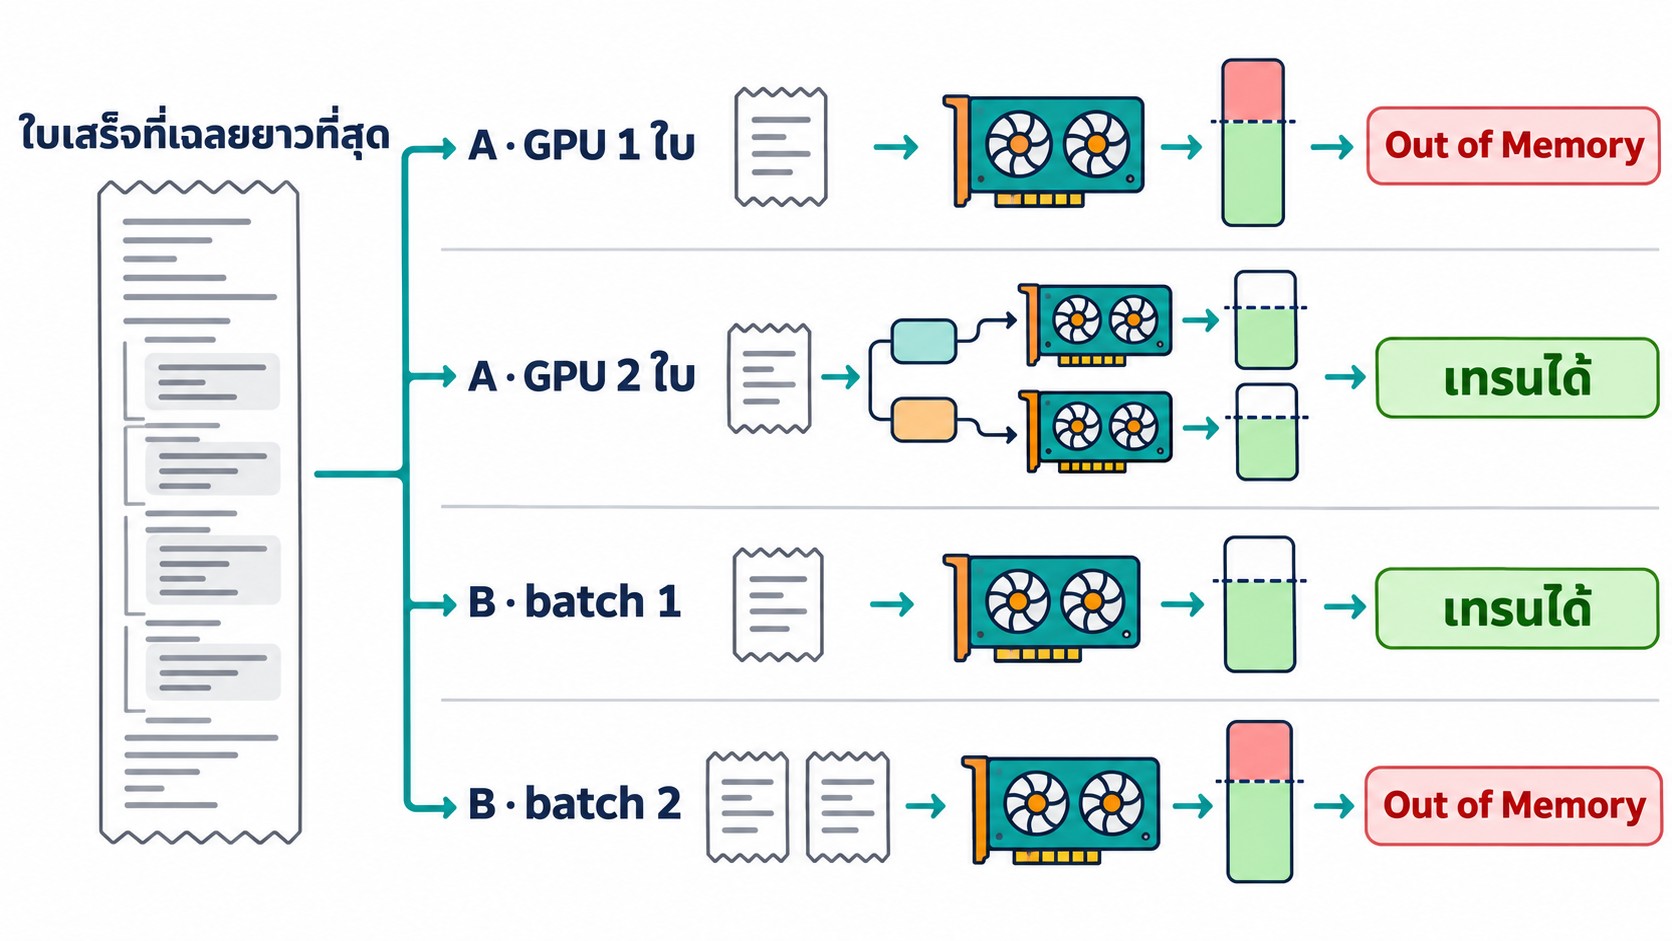 ใบเสร็จที่เฉลยยาวที่สุด
A · GPU 1 ใบ
Out of Memory
A · GPU 2 ใบ
เทรนได้
B · batch 1
เทรนได้
B · batch 2
Out of Memory